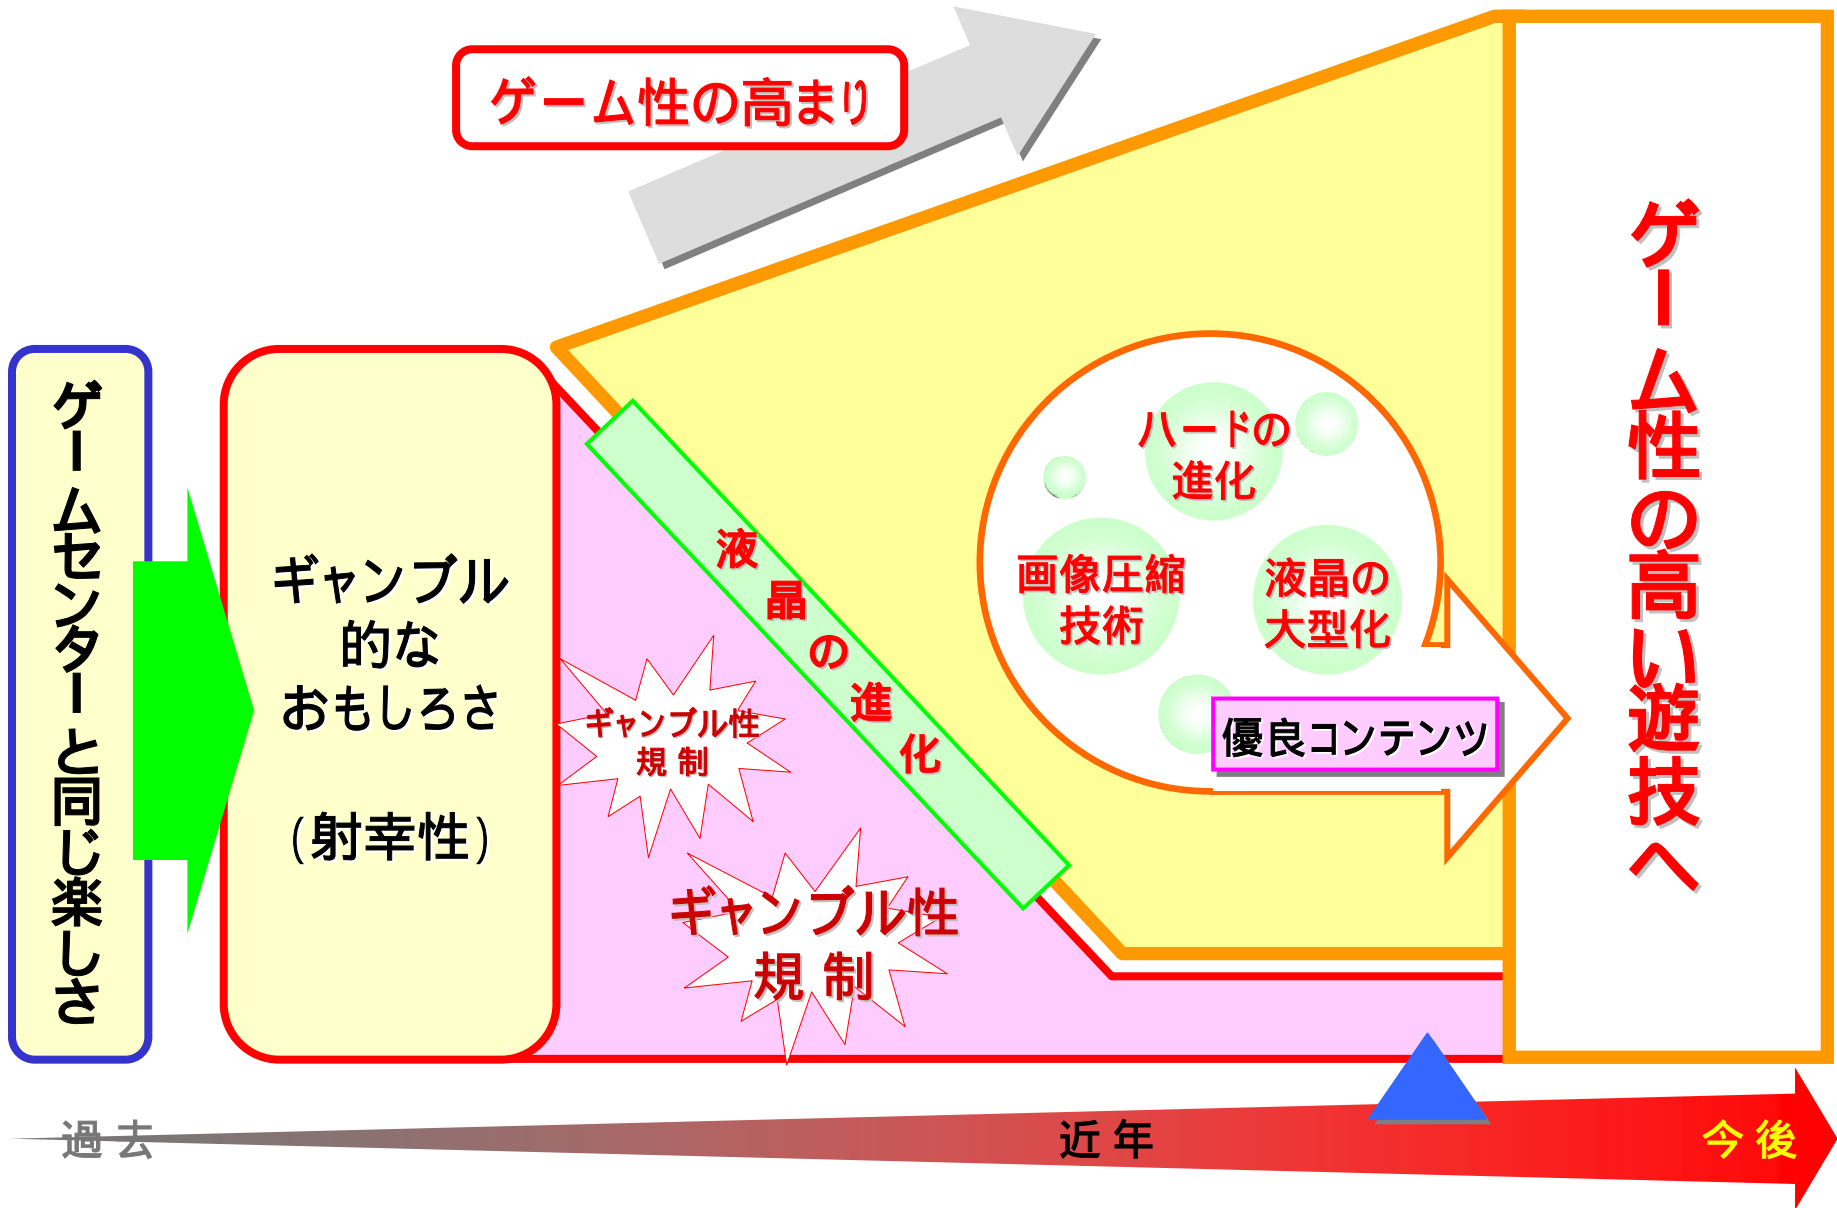 ゲーム性の高まり
ゲームセンターと同じ楽しさ
ギャンブル
的な
おもしろさ
(射幸性)
ギャンブル性
規 制
ギャンブル性
規 制
液晶の進化
ハードの
進化
画像圧縮
技術
液晶の
大型化
優良コンテンツ
ゲーム性の高い遊技へ
過 去
近 年
今 後